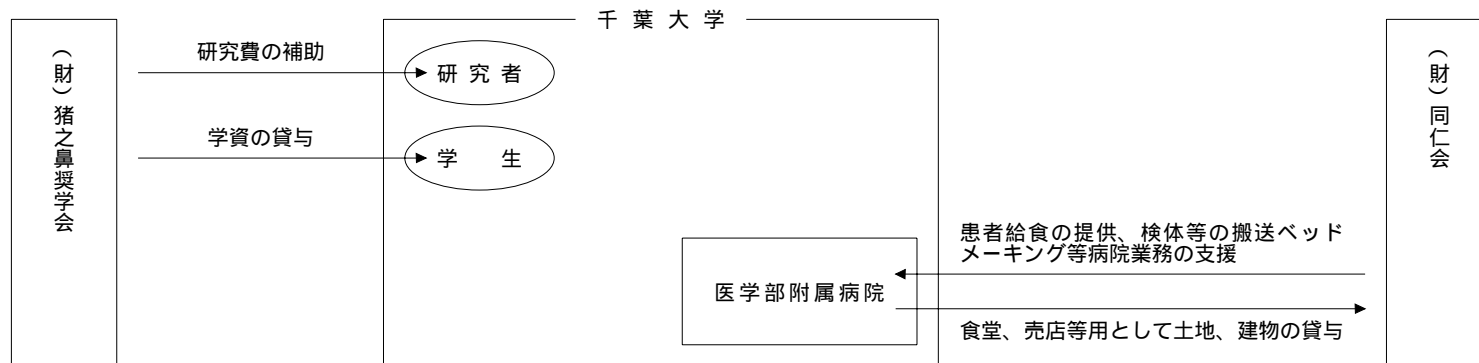 千葉大学
(財)猪之鼻奨学会
研究費の補助
研究者
学資の貸与
学生
医学部附属病院
患者給食の提供、検体等の搬送ベッド
メーキング等病院業務の支援
食堂、売店等用として土地、建物の貸与
(財)同仁会